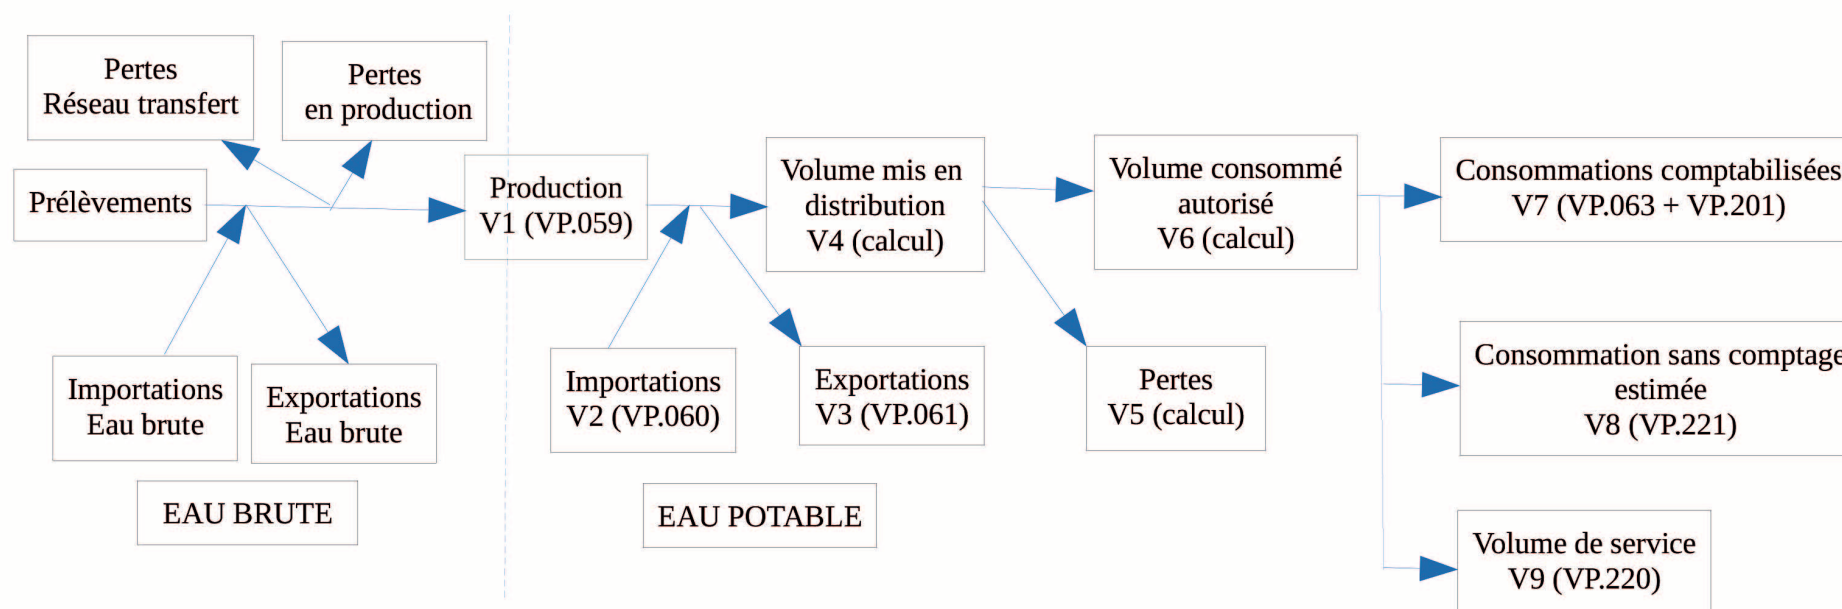 Pertes
Réseau transfert
Pertes
en production
Prélèvements
Production
V1 (VP.059)
Volume mis en
distribution
V4 (calcul)
Volume consommé
autorisé
V6 (calcul)
Consommations comptabilisées
V7 (VP.063 + VP.201)
Importations
Eau brute
Exportations
Eau brute
Importations
V2 (VP.060)
Exportations
V3 (VP.061)
Pertes
V5 (calcul)
Consommation sans comptage
estimée
V8 (VP.221)
EAU BRUTE
EAU POTABLE
Volume de service
V9 (VP.220)